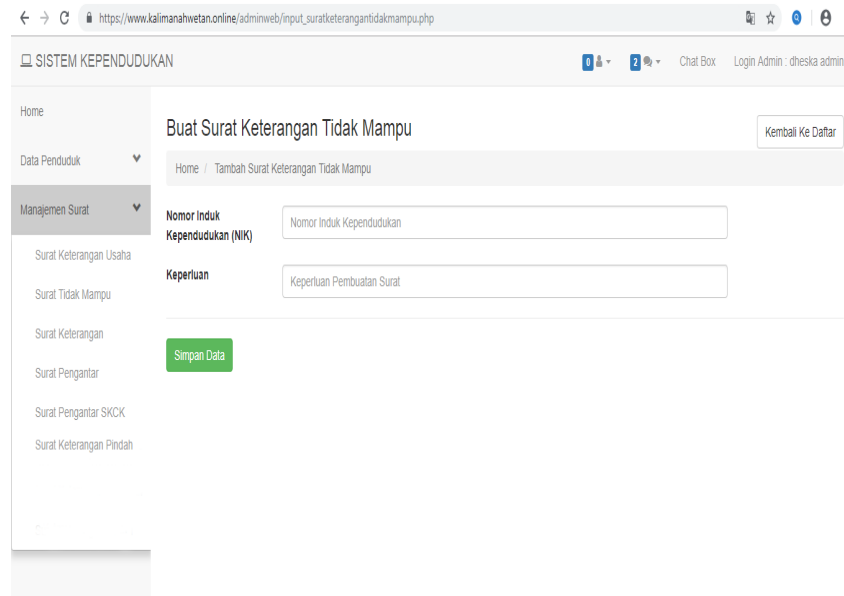 https://www.kalimanahwetan.online/adminweb/input_suratketerangantidakmampu.php
SISTEM KEPENDUDUKAN
0
2
Chat Box
Login Admin : dheska admin
Home
Data Penduduk
Manajemen Surat
Surat Keterangan Usaha
Surat Tidak Mampu
Surat Keterangan
Surat Pengantar
Surat Pengantar SKCK
Surat Keterangan Pindah
Buat Surat Keterangan Tidak Mampu
Kembali Ke Daftar
Home / Tambah Surat Keterangan Tidak Mampu
Nomor Induk
Kependudukan (NIK)
Nomor Induk Kependudukan
Keperluan
Keperluan Pembuatan Surat
Simpan Data